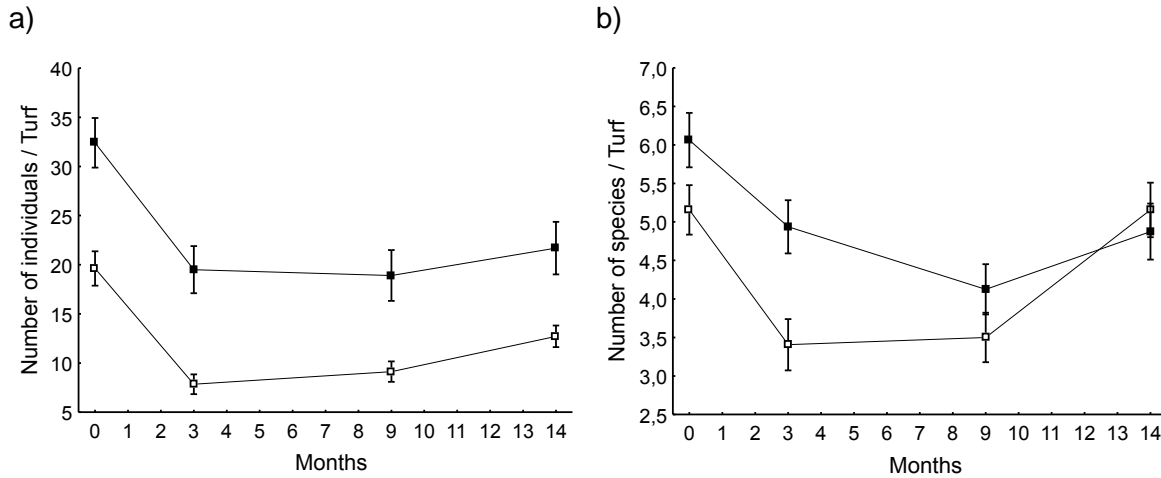 a)
Number of individuals / Turf
40
35
30
25
20
15
10
5
0 1 2 3 4 5 6 7 8 9 10 11 12 13 14
Months
b)
Number of species / Turf
7,0
6,5
6,0
5,5
5,0
4,5
4,0
3,5
3,0
2,5
0 1 2 3 4 5 6 7 8 9 10 11 12 13 14
Months